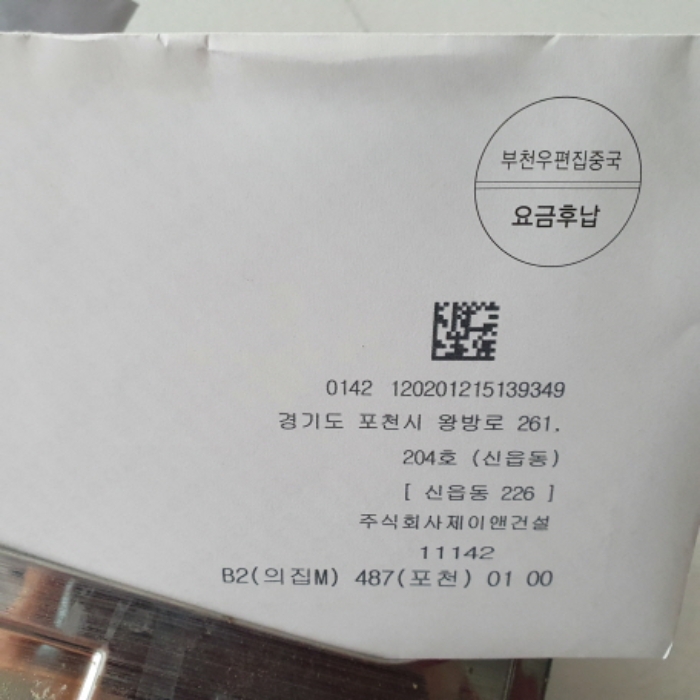 부천우편집중국
요금후납
0142 120201215139349
경기도 포천시 왕방로 261.
204호 (신읍동)
[ 신읍동 226 ]
주식회사제이앤건설
11142
B2(의집M) 487(포천) 01 00